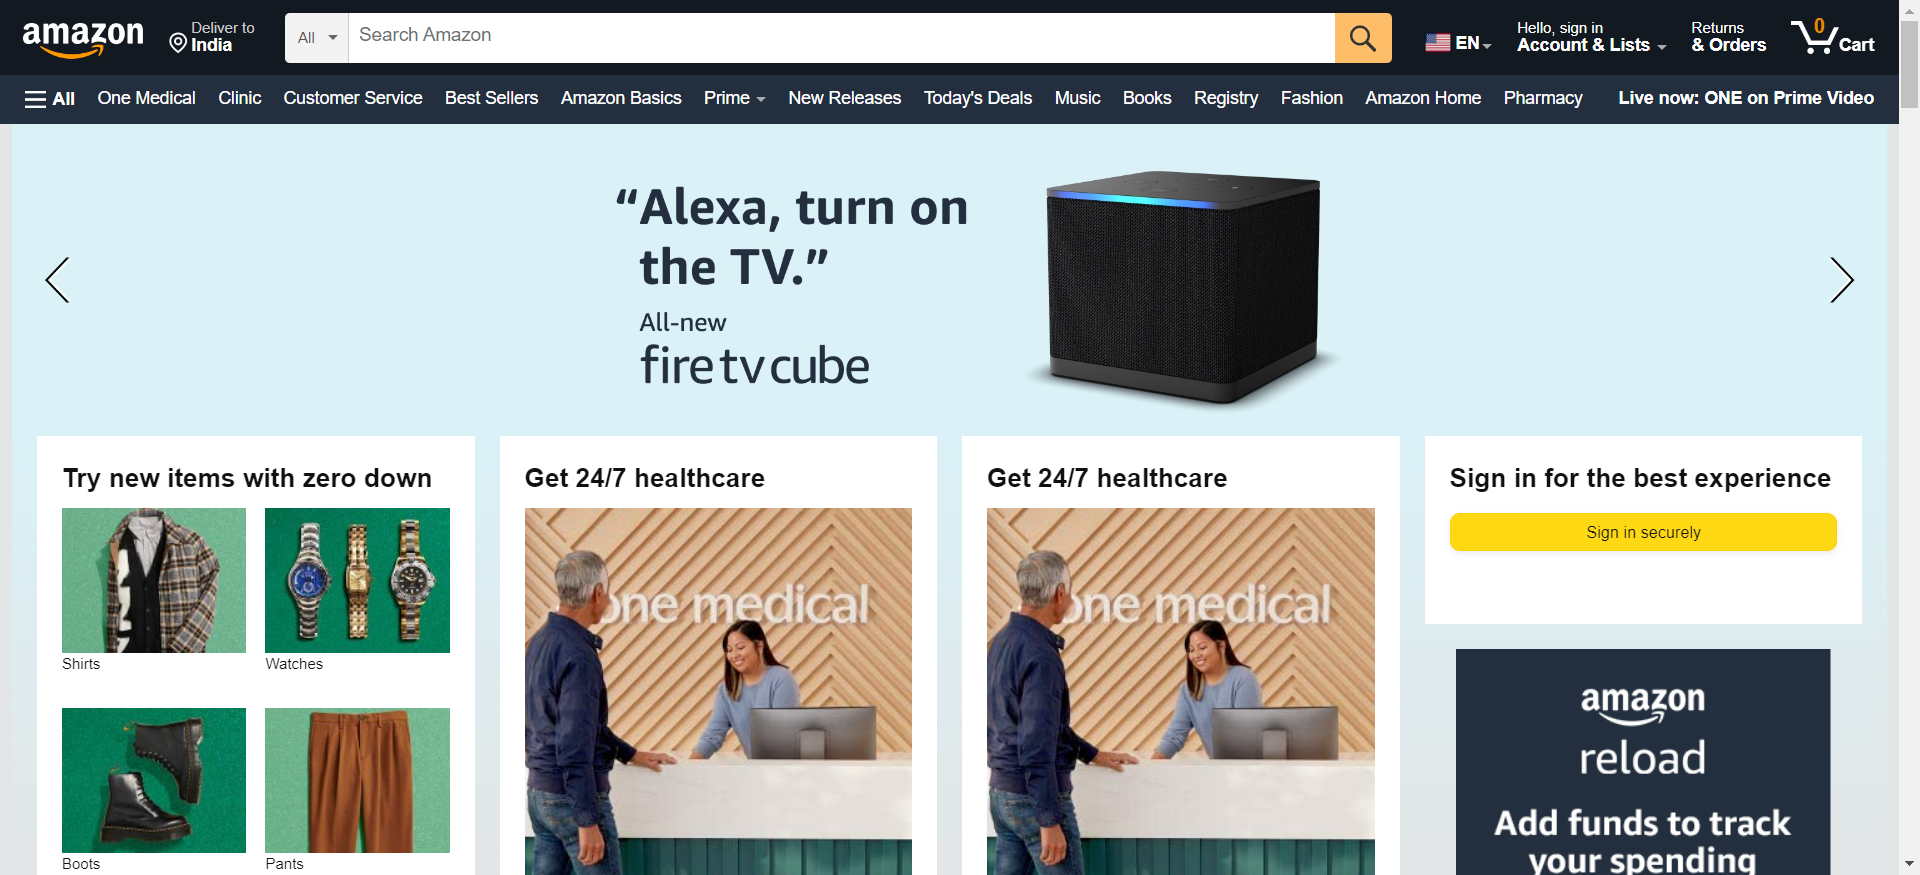 amazon
Deliver to
India
All
Search Amazon
EN
Hello, sign in
Account & Lists
Returns
& Orders
0
Cart
All
One Medical
Clinic
Customer Service
Best Sellers
Amazon Basics
Prime
New Releases
Today's Deals
Music
Books
Registry
Fashion
Amazon Home
Pharmacy
Live now: ONE on Prime Video
“Alexa, turn on
the TV.”
All-new
fire tv cube
Try new items with zero down
Shirts
Watches
Boots
Pants
Get 24/7 healthcare
one medical
Get 24/7 healthcare
one medical
Sign in for the best experience
Sign in securely
amazon
reload
Add funds to track
your spending